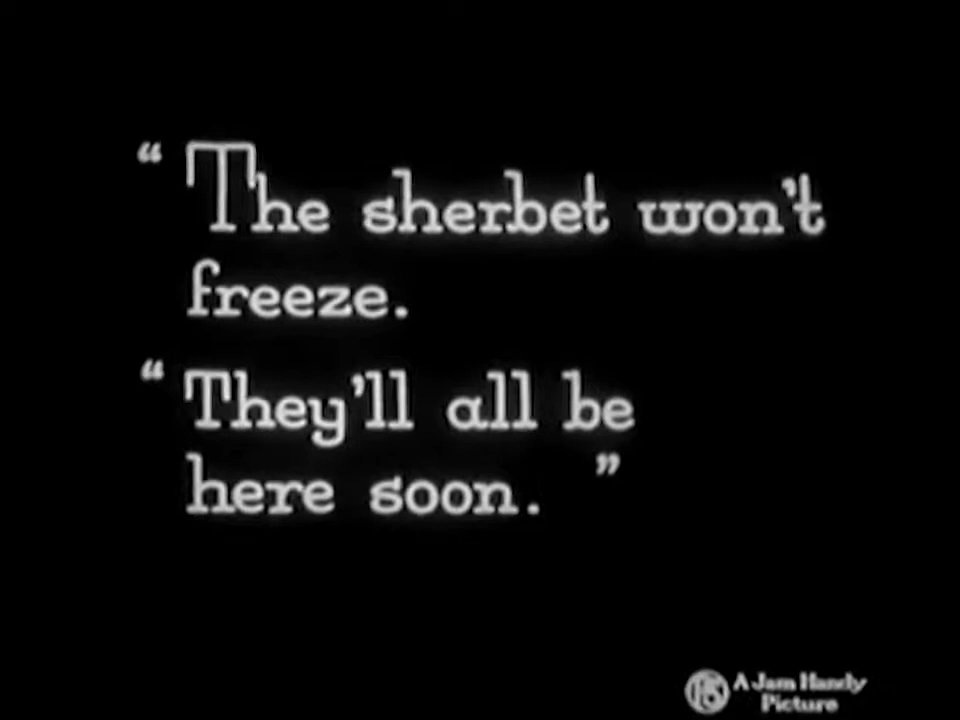 “The sherbet won't
freeze.
“They'll all be
here soon. ”
A Jam Handy
Picture